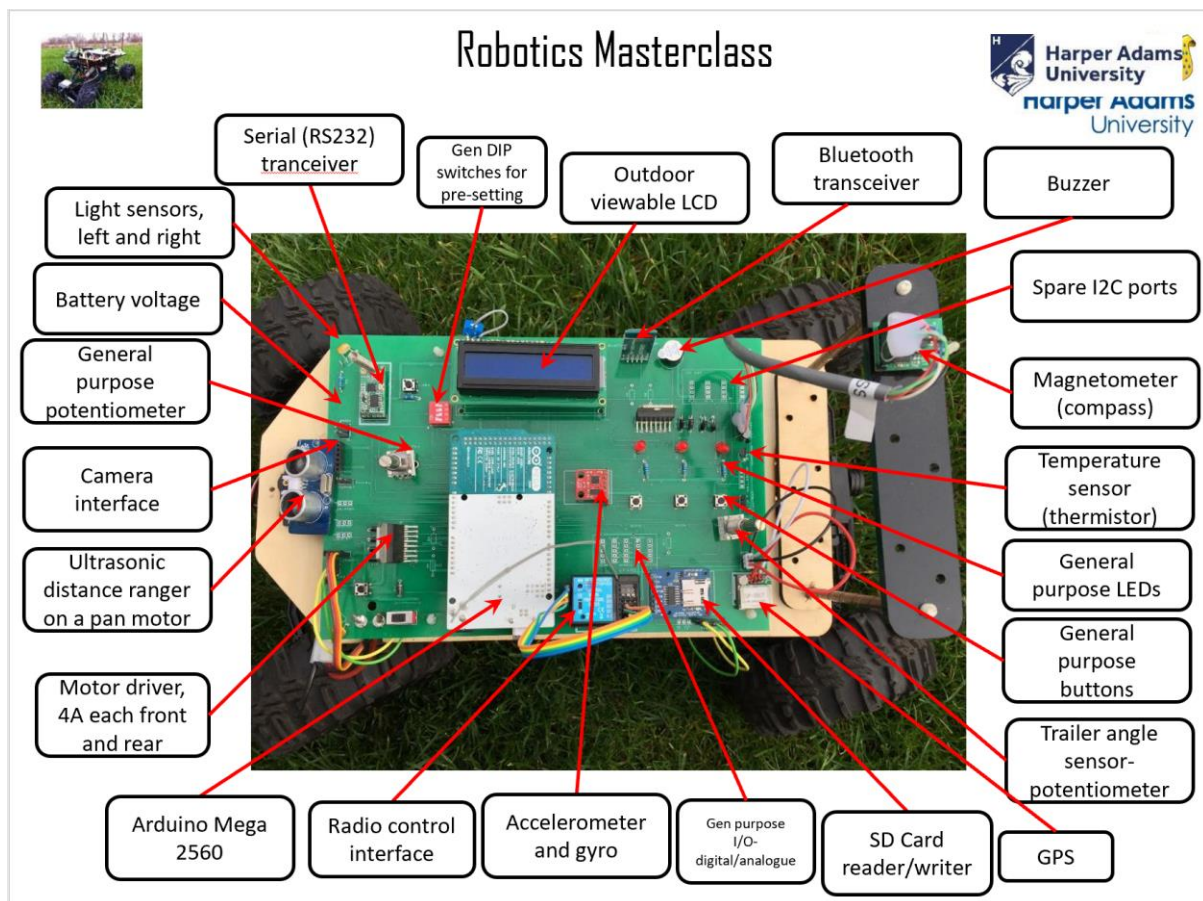 Robotics Masterclass
H
Harper Adams
University
Harper Adams
University
Serial (RS232)
tranceiver
Gen DIP
switches for
pre-setting
Outdoor
viewable LCD
Bluetooth
transceiver
Buzzer
Light sensors,
left and right
Battery voltage
General
purpose
potentiometer
Camera
interface
Ultrasonic
distance ranger
on a pan motor
Motor driver,
4A each front
and rear
Spare I2C ports
Magnetometer
(compass)
Temperature
sensor
(thermistor)
General
purpose LEDs
General
purpose
buttons
Trailer angle
sensor-
potentiometer
SS
Arduino Mega
2560
Radio control
interface
Accelerometer
and gyro
Gen purpose
I/O-
digital/analogue
SD Card
reader/writer
GPS